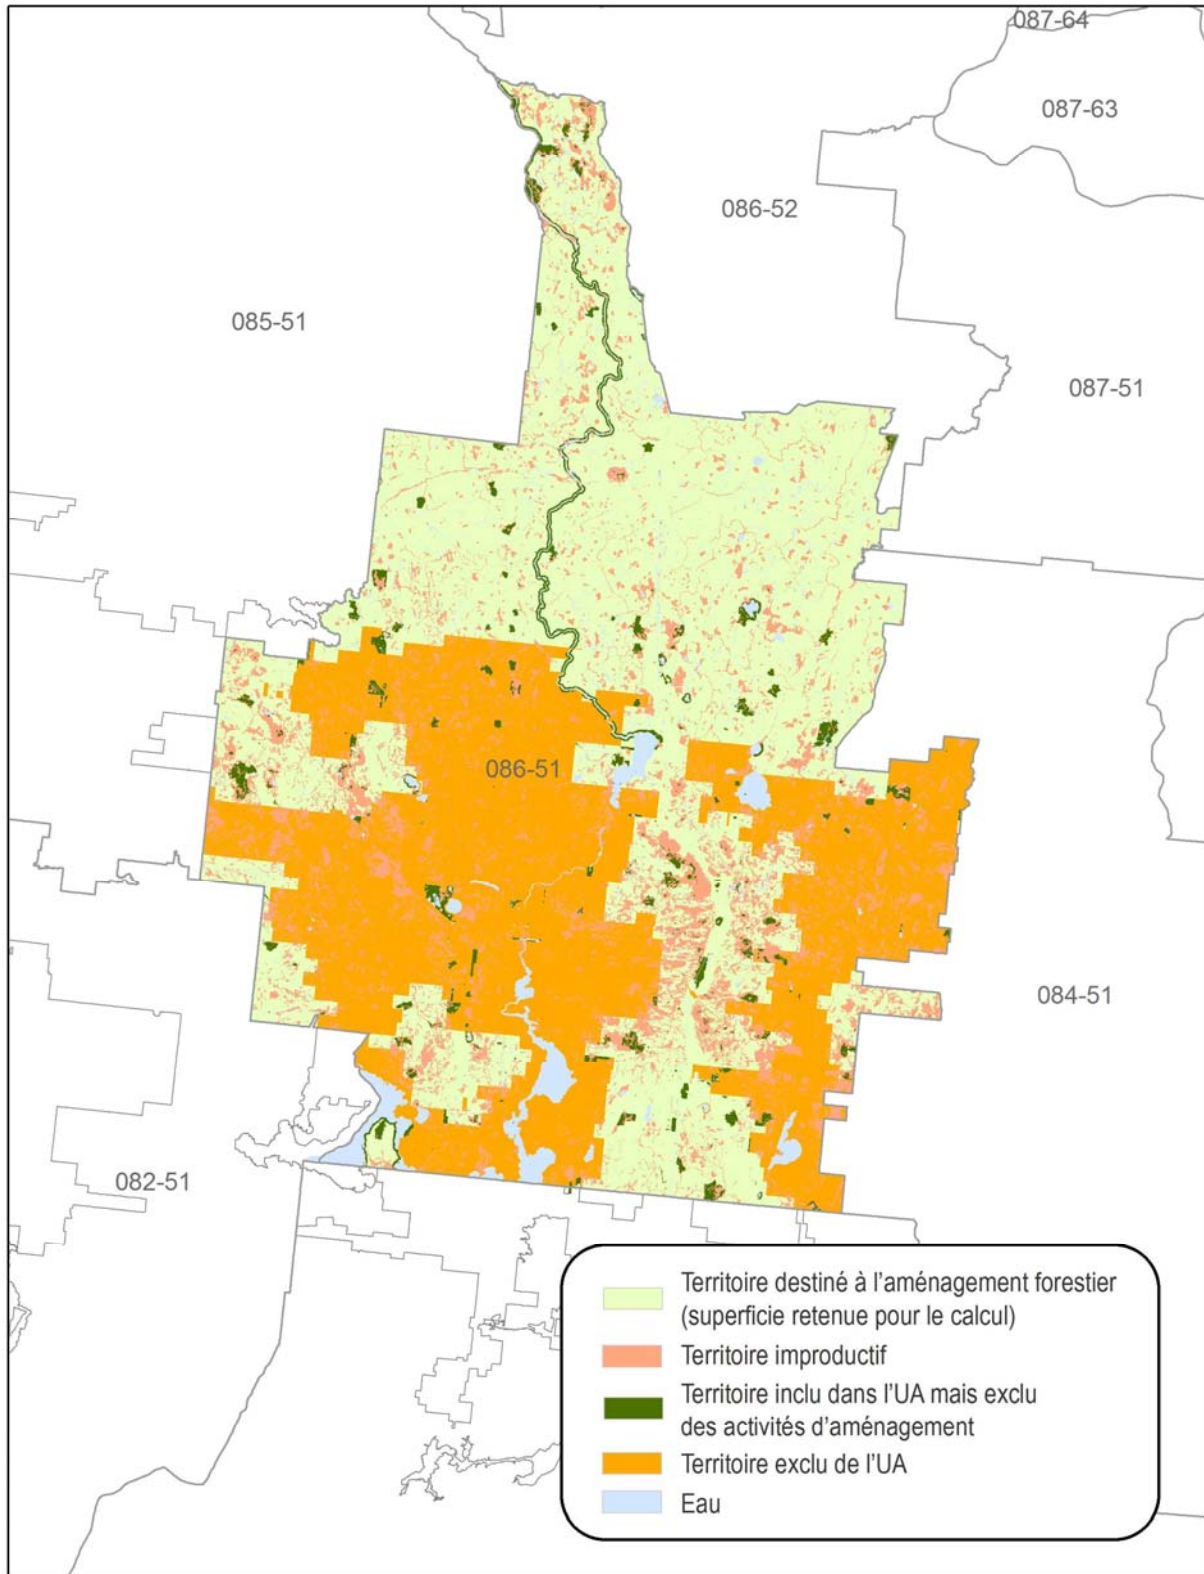 087-64
087-63
086-52
085-51
087-51
086-51
084-51
082-51
Territoire destiné à l'aménagement forestier
(superficie retenue pour le calcul)
Territoire improductif
Territoire inclu dans l'UA mais exclu
des activités d'aménagement
Territoire exclu de l'UA
Eau